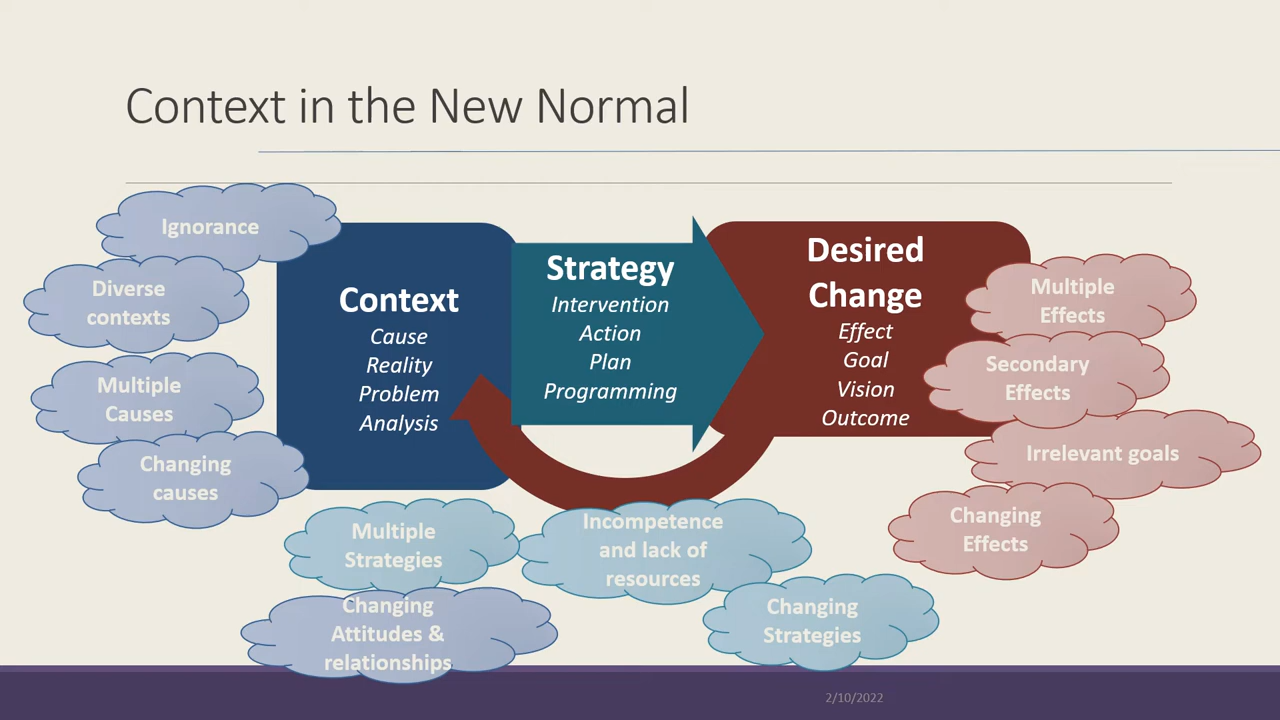 Context in the New Normal
Ignorance
Diverse
contexts
Multiple
Causes
Changing
causes
Context
Cause
Reality
Problem
Analysis
Strategy
Intervention
Action
Plan
Programming
Desired
Change
Effect
Goal
Vision
Outcome
Multiple
Effects
Secondary
Effects
Irrelevant goals
Changing
Effects
Multiple
Strategies
Incompetence
and lack of
resources
Changing
Attitudes &
relationships
Changing
Strategies
2/10/2022